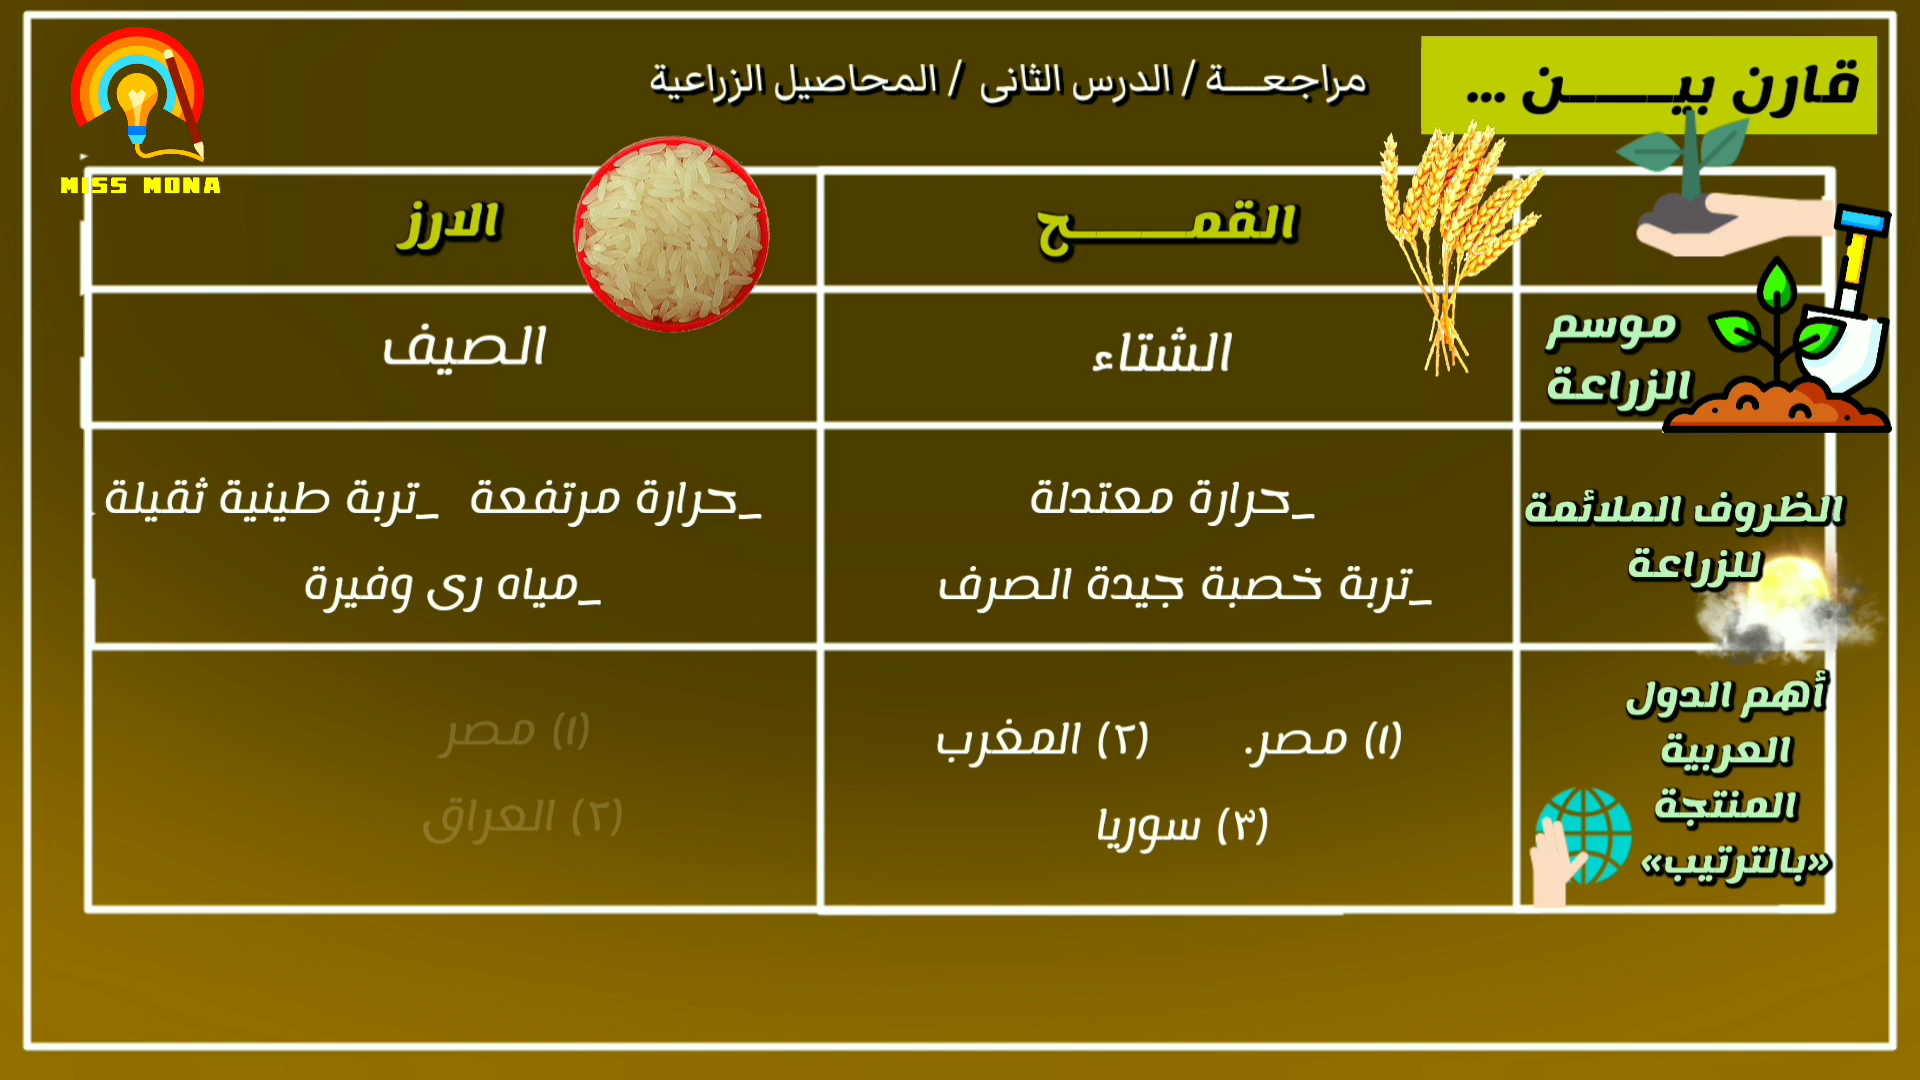 قارن بيـــــن ...
مراجعـــة / الدرس الثانى / المحاصيل الزراعية
MISS MONA
القمـــــــح
الارز
موسم
الزراعة
الشتاء
الصيف
الظروف الملائمة
للزراعة
_حرارة معتدلة
_تربة خصبة جيدة الصرف
_حرارة مرتفعة _تربة طينية ثقيلة
_مياه رى وفيرة
أهم الدول
العربية
المنتجة
«بالترتيب»
(١) مصر. (٢) المغرب
(٣) سوريا
(١) مصر
(٢) العراق